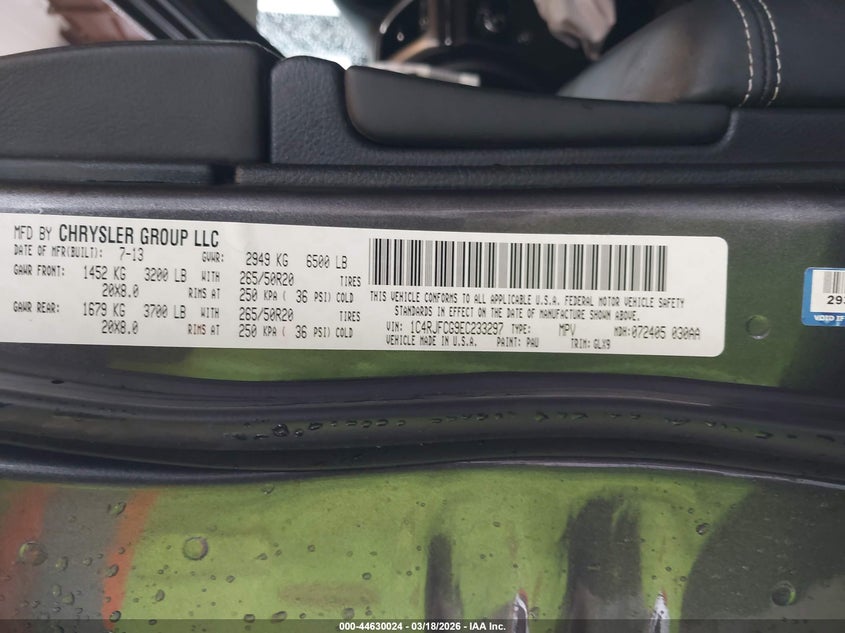 MFD BY CHRYSLER GROUP LLC
DATE OF MFR(BUILT): 7-13 GVWR: 2949 KG 6500 LB
GAWR FRONT: 1452 KG 3200 LB WITH 265/50R20 TIRES
20X8.0 RIMS AT 250 KPA ( 36 PSI) COLD
GAWR REAR: 1679 KG 3700 LB WITH 265/50R20 TIRES
20X8.0 RIMS AT 250 KPA ( 36 PSI) COLD
THIS VEHICLE CONFORMS TO ALL APPLICABLE U.S.A. FEDERAL MOTOR VEHICLE SAFETY
STANDARDS IN EFFECT ON THE DATE OF MANUFACTURE SHOWN ABOVE.
VIN: 1C4RJFCG9EC233297 TYPE: MPV MDH: 072405 030AA
VEHICLE MADE IN U.S.A. PAINT: PAU TRIM: GLX9
293
VOID IF
000-44630024 - 03/18/2026 - IAA Inc.